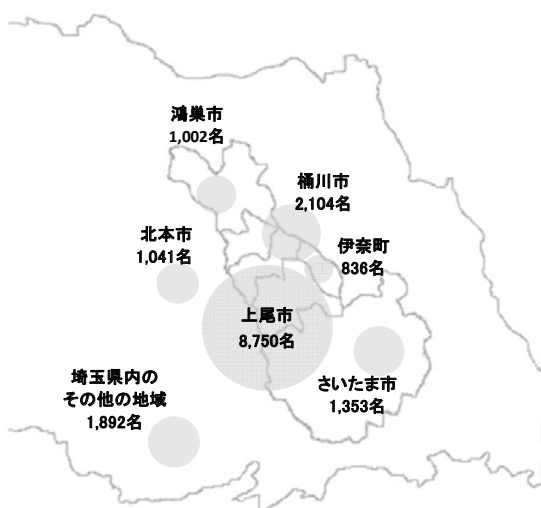 鴻巣市
1,002名
桶川市
2,104名
北本市
1,041名
伊奈町
836名
上尾市
8,750名
さいたま市
1,353名
埼玉県内の
その他の地域
1,892名